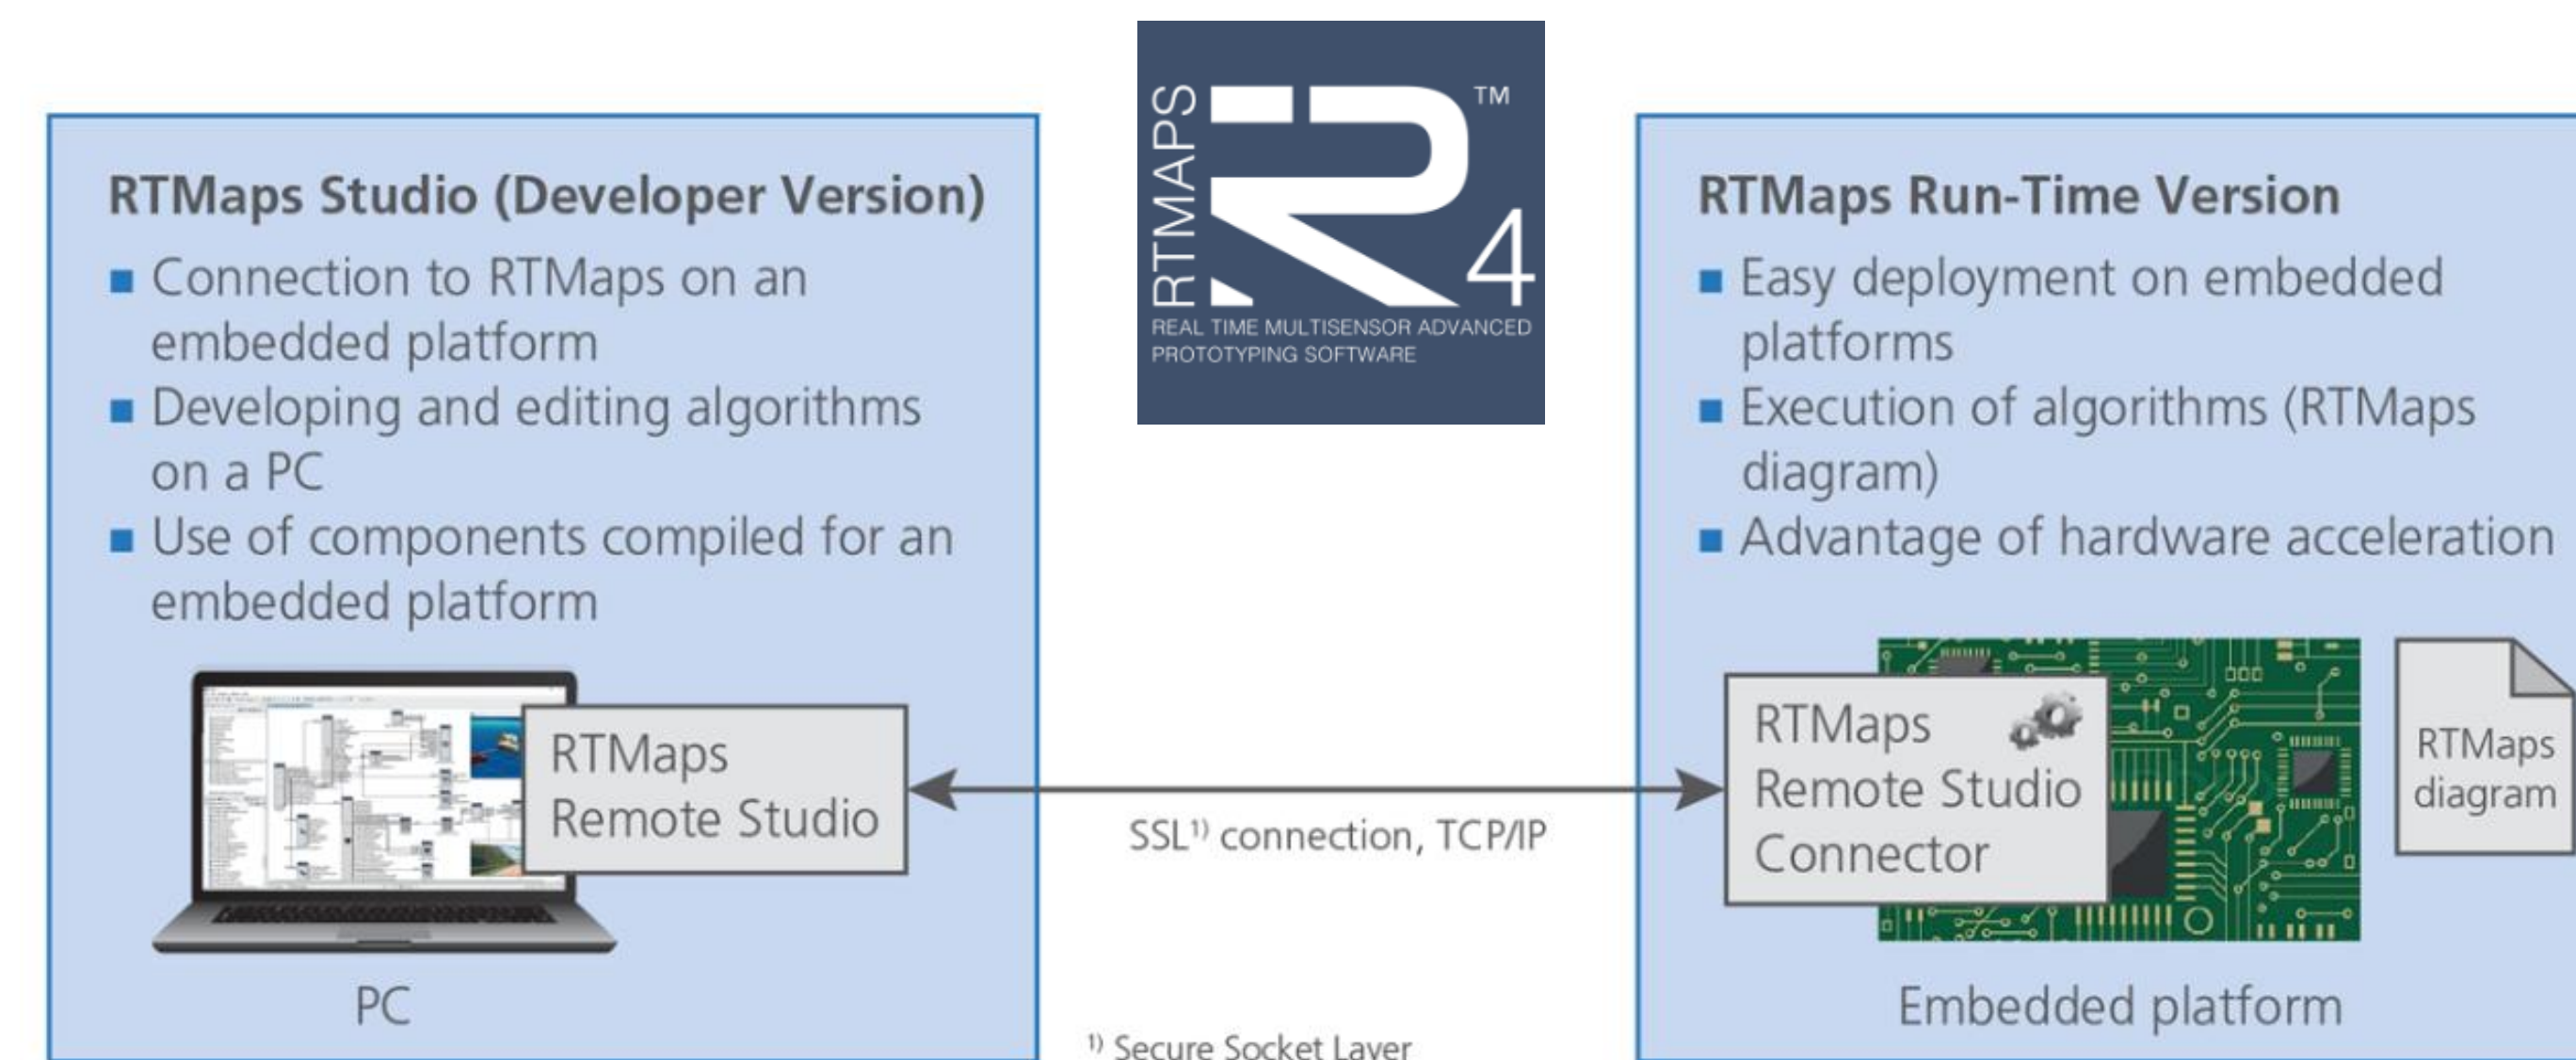 RTMAPS
TM
4
REAL TIME MULTISENSOR ADVANCED
PROTOTYPING SOFTWARE
RTMaps Studio (Developer Version)
■ Connection to RTMaps on an
embedded platform
■ Developing and editing algorithms
on a PC
■ Use of components compiled for an
embedded platform
RTMaps
Remote Studio
PC
SSL¹⁾ connection, TCP/IP
¹⁾ Secure Socket Layer
RTMaps Run-Time Version
■ Easy deployment on embedded
platforms
■ Execution of algorithms (RTMaps
diagram)
■ Advantage of hardware acceleration
RTMaps
Remote Studio
Connector
RTMaps
diagram
Embedded platform